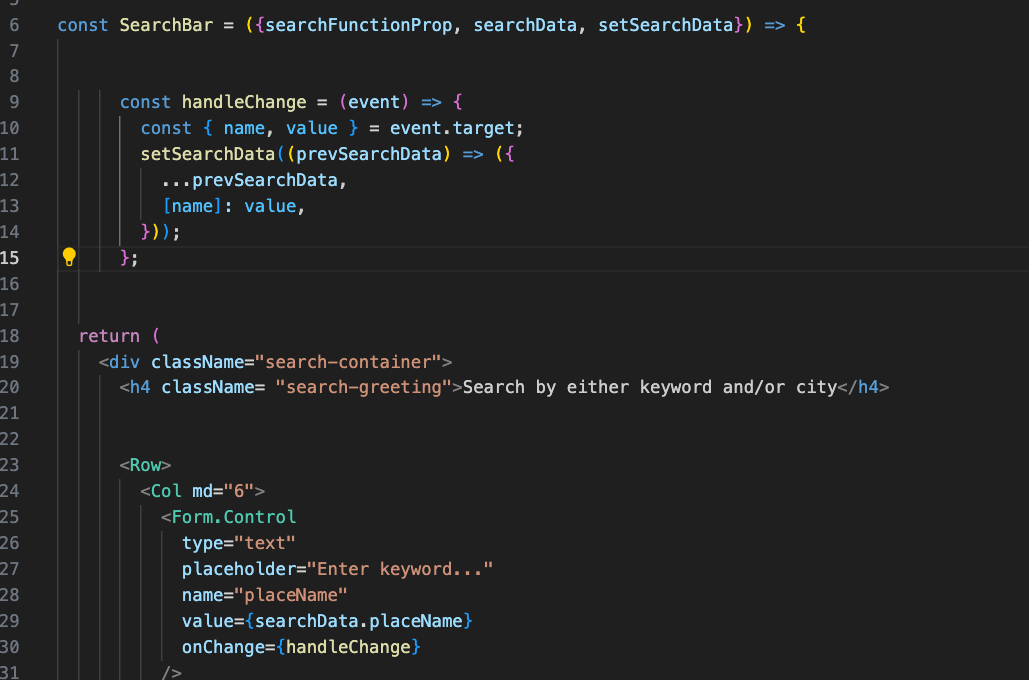 5
6 const SearchBar = ({searchFunctionProp, searchData, setSearchData}) => {
7
8
9 const handleChange = (event) => {
10 const { name, value } = event.target;
11 setSearchData((prevSearchData) => ({
12 ...prevSearchData,
13 [name]: value,
14 }));
15 };
16
17
18 return (
19 <div className="search-container">
20 <h4 className= "search-greeting">Search by either keyword and/or city</h4>
21
22
23 <Row>
24 <Col md="6">
25 <Form.Control
26 type="text"
27 placeholder="Enter keyword..."
28 name="placeName"
29 value={searchData.placeName}
30 onChange={handleChange}
31 />